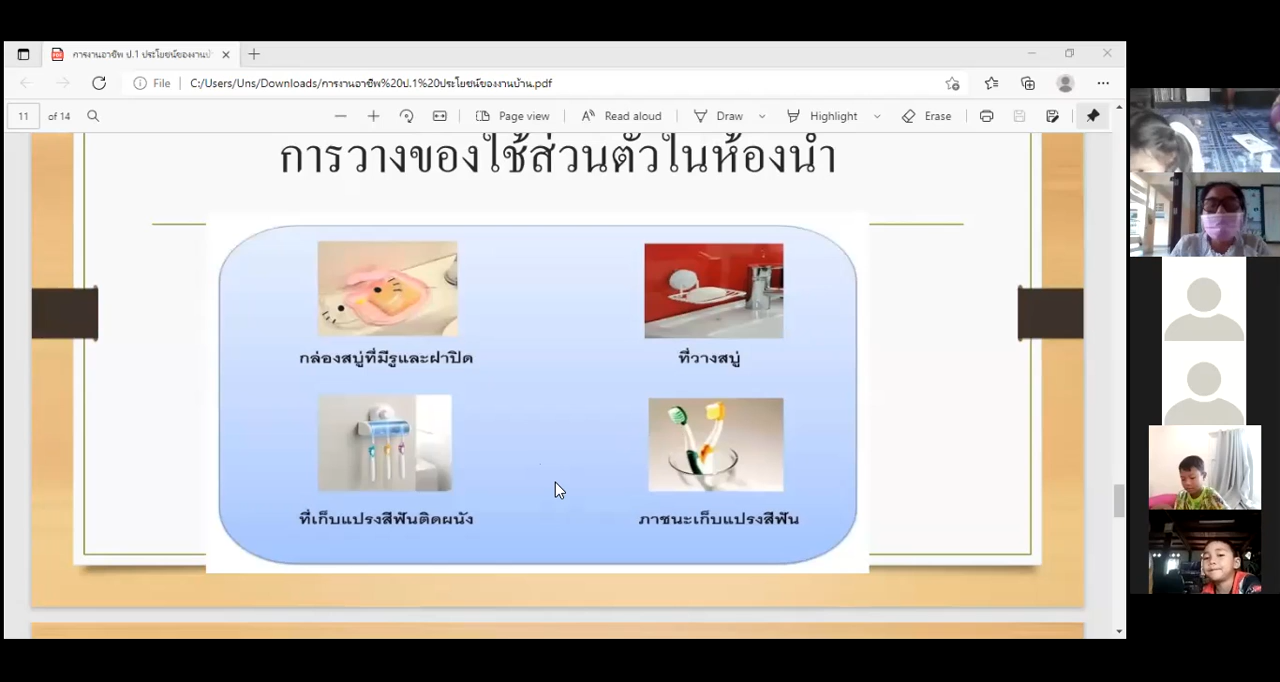 การงานอาชีพ ป.1 ประโยชน์ของงานบ้
File
C:/Users/Uns/Downloads/การงานอาชีพ%20ป.1%20ประโยชน์ของงานบ้าน.pdf
11 of 14
Page view
Read aloud
Draw
Highlight
Erase
การวางของใช้ส่วนตัวในห้องน้ำ
กล่องสบู่ที่มีรูและฝาปิด
ที่วางสบู่
ที่เก็บแปรงสีฟันติดผนัง
ภาชนะเก็บแปรงสีฟัน